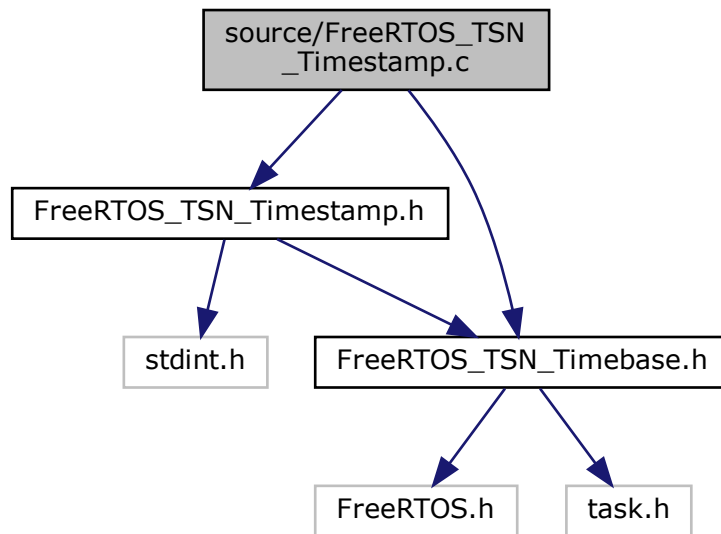 source/FreeRTOS_TSN
_Timestamp.c
FreeRTOS_TSN_Timestamp.h
stdint.h
FreeRTOS_TSN_Timebase.h
FreeRTOS.h
task.h